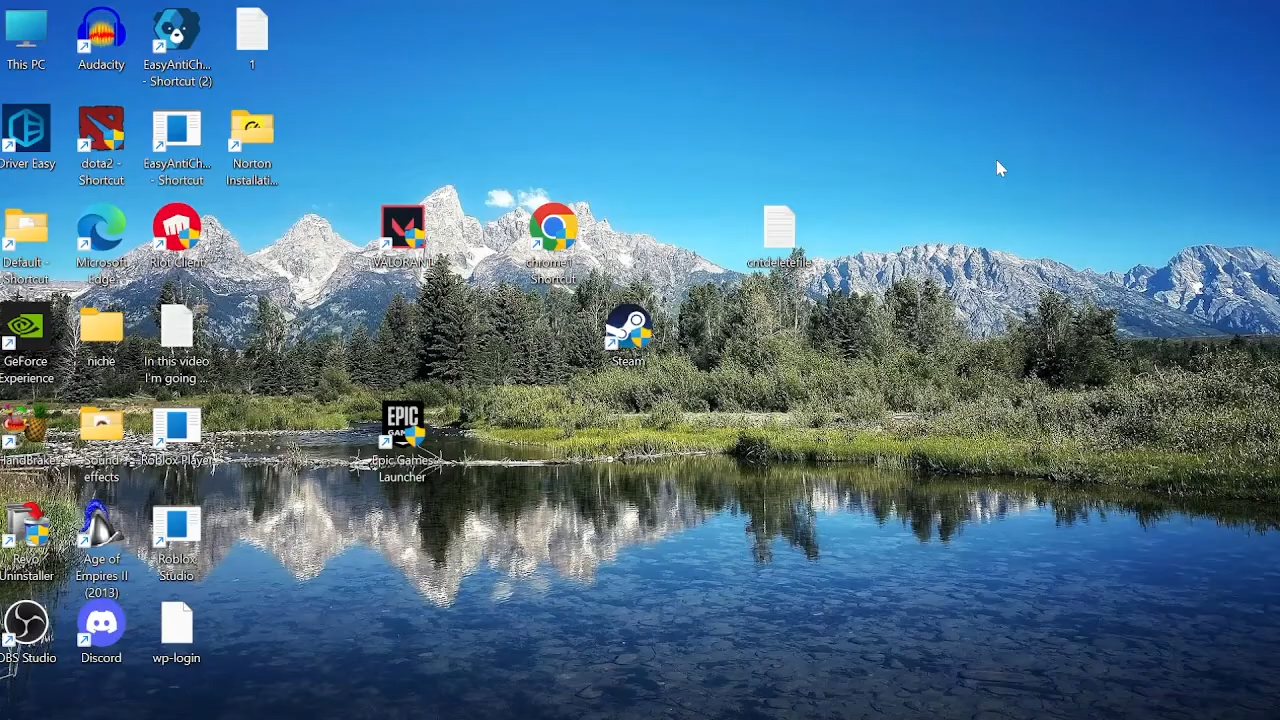 This PC
Audacity
EasyAntiCh...
- Shortcut (2)
1
Driver Easy
dota2 -
Shortcut
EasyAntiCh...
- Shortcut
Norton
Installati...
Default -
Shortcut
Microsoft
Edge
Riot Client
VALORANT
chrome -
Shortcut
cntdeletefile
GeForce
Experience
niche
In this video
I'm going ...
Steam
HandBrake
Sound
effects
Roblox Player
EPIC
GAMES
Epic Games
Launcher
Revo
Uninstaller
Age of
Empires II
(2013)
Roblox
Studio
OBS Studio
Discord
wp-login